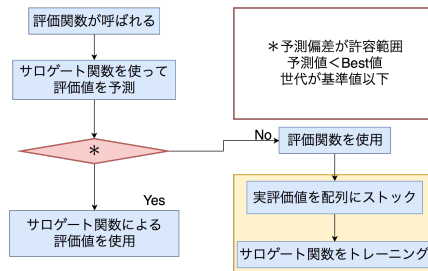 評価関数が呼ばれる
サロゲート関数を使って
評価値を予測
＊
Yes
サロゲート関数による
評価値を使用
＊予測偏差が許容範囲
予測値＜Best値
世代が基準値以下
No
評価関数を使用
実評価値を配列にストック
サロゲート関数をトレーニング